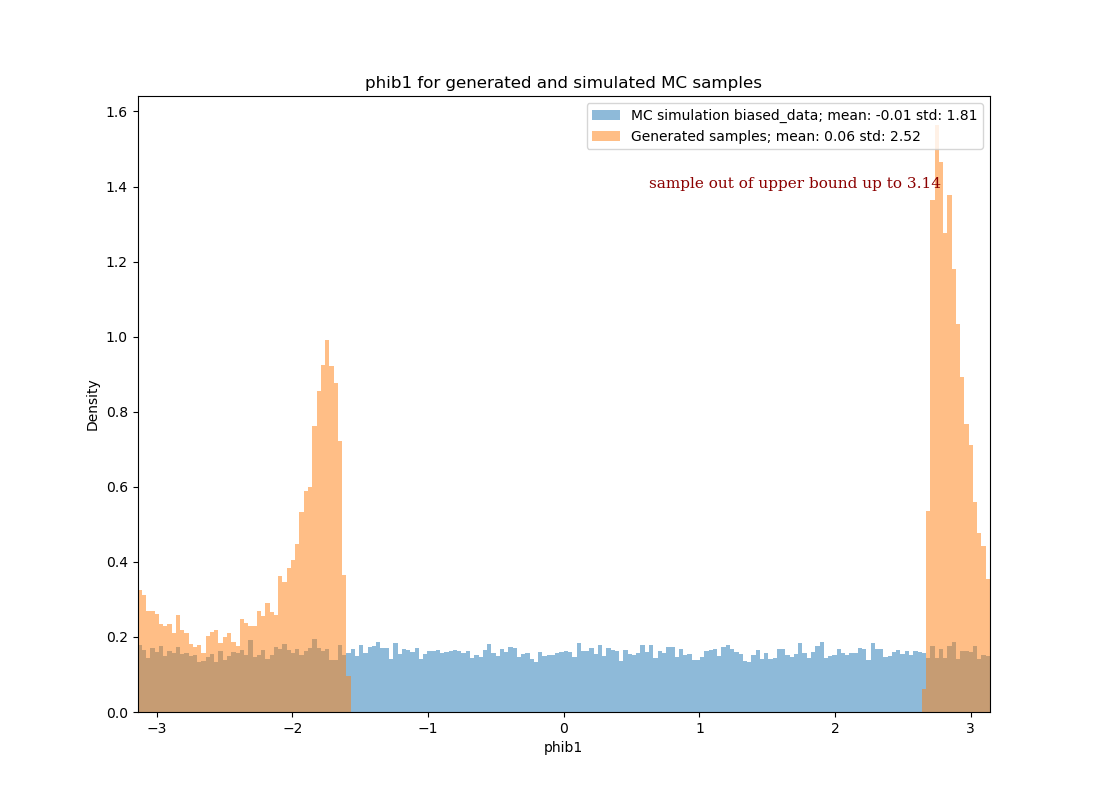 phib1 for generated and simulated MC samples
MC simulation biased_data; mean: -0.01 std: 1.81
Generated samples; mean: 0.06 std: 2.52
sample out of upper bound up to 3.14
Density
1.6
1.4
1.2
1.0
0.8
0.6
0.4
0.2
0.0
−3 −2 −1 0 1 2 3
phib1